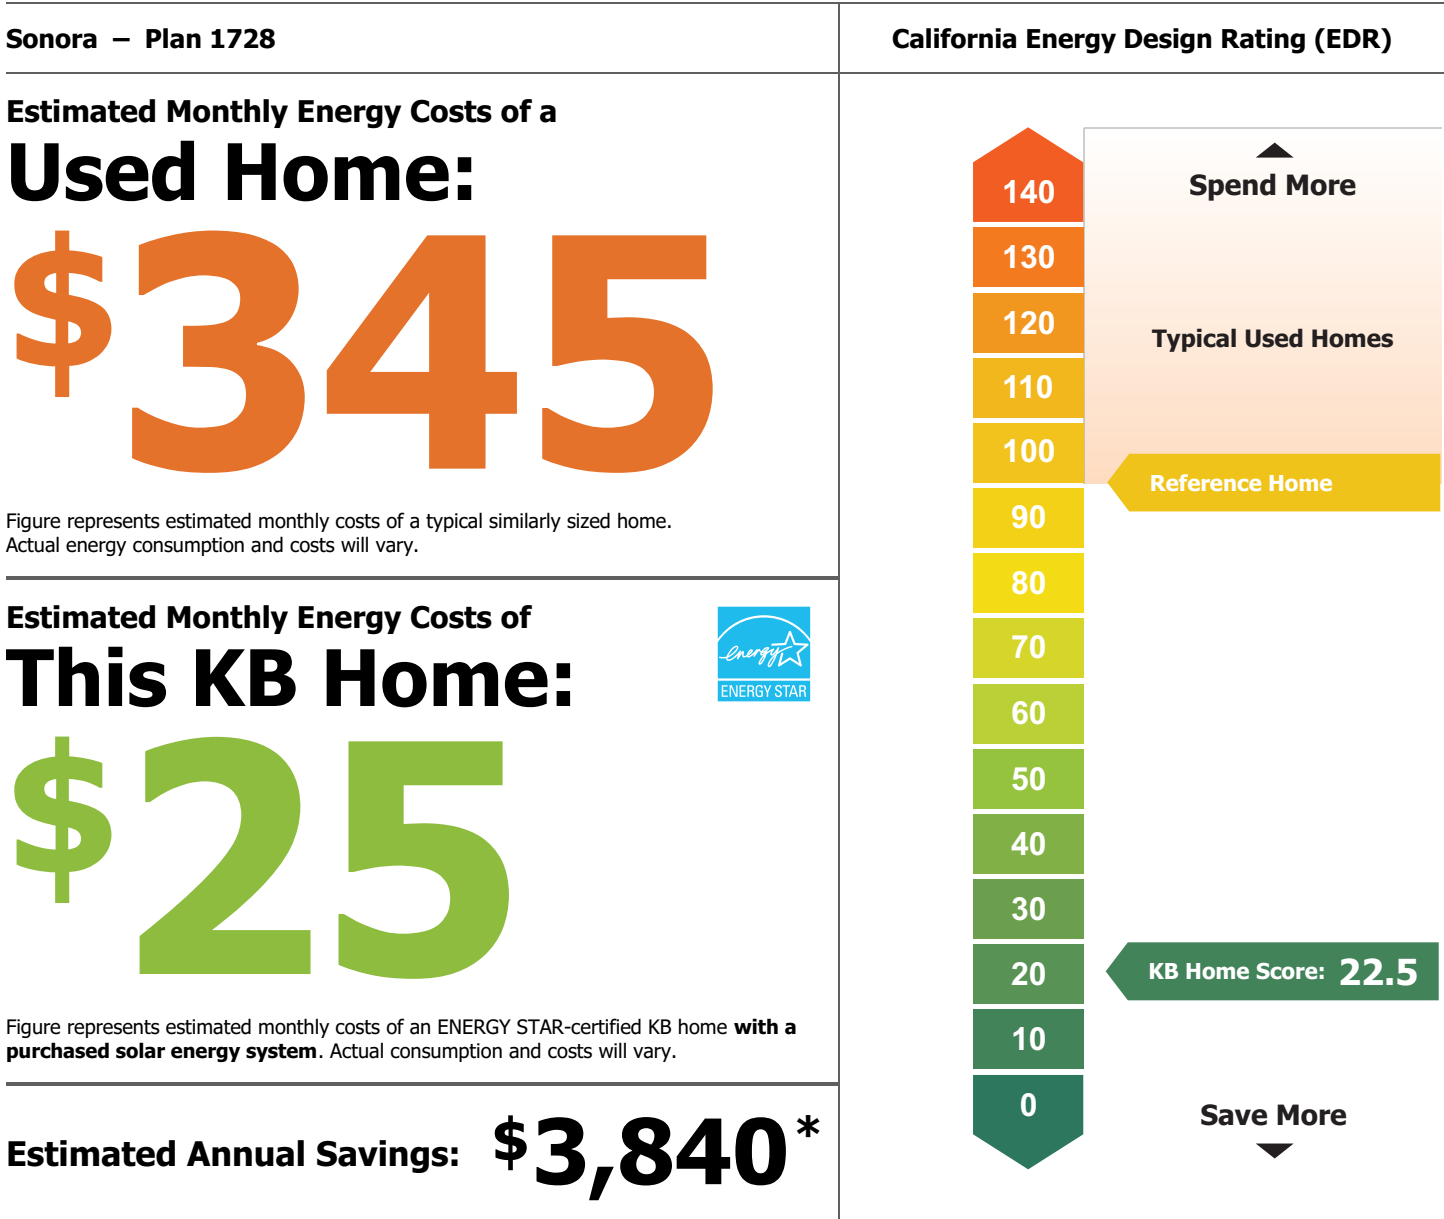 Sonora – Plan 1728
Estimated Monthly Energy Costs of a
Used Home:
$345
Figure represents estimated monthly costs of a typical similarly sized home.
Actual energy consumption and costs will vary.
Estimated Monthly Energy Costs of
This KB Home:
energy
ENERGY STAR
$25
Figure represents estimated monthly costs of an ENERGY STAR-certified KB home with a
purchased solar energy system. Actual consumption and costs will vary.
Estimated Annual Savings: $3,840*
California Energy Design Rating (EDR)
140
130
120
110
100
90
80
70
60
50
40
30
20
10
0
Spend More
Typical Used Homes
Reference Home
KB Home Score: 22.5
Save More